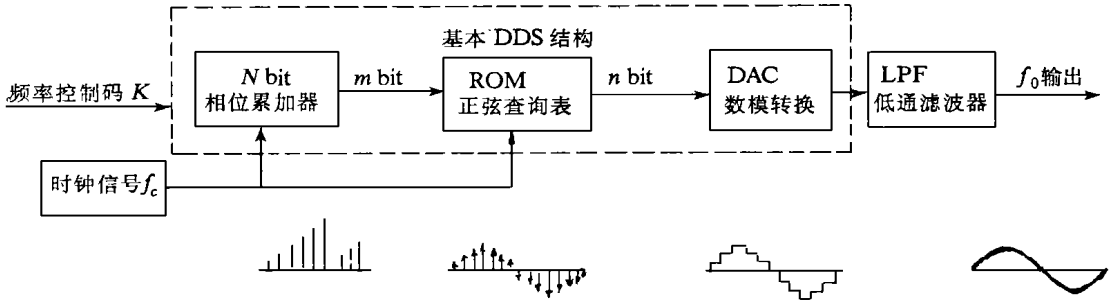 基本 DDS 结构
频率控制码 K
N bit
相位累加器
m bit
ROM
正弦查询表
n bit
DAC
数模转换
LPF
低通滤波器
f₀输出
时钟信号f_c